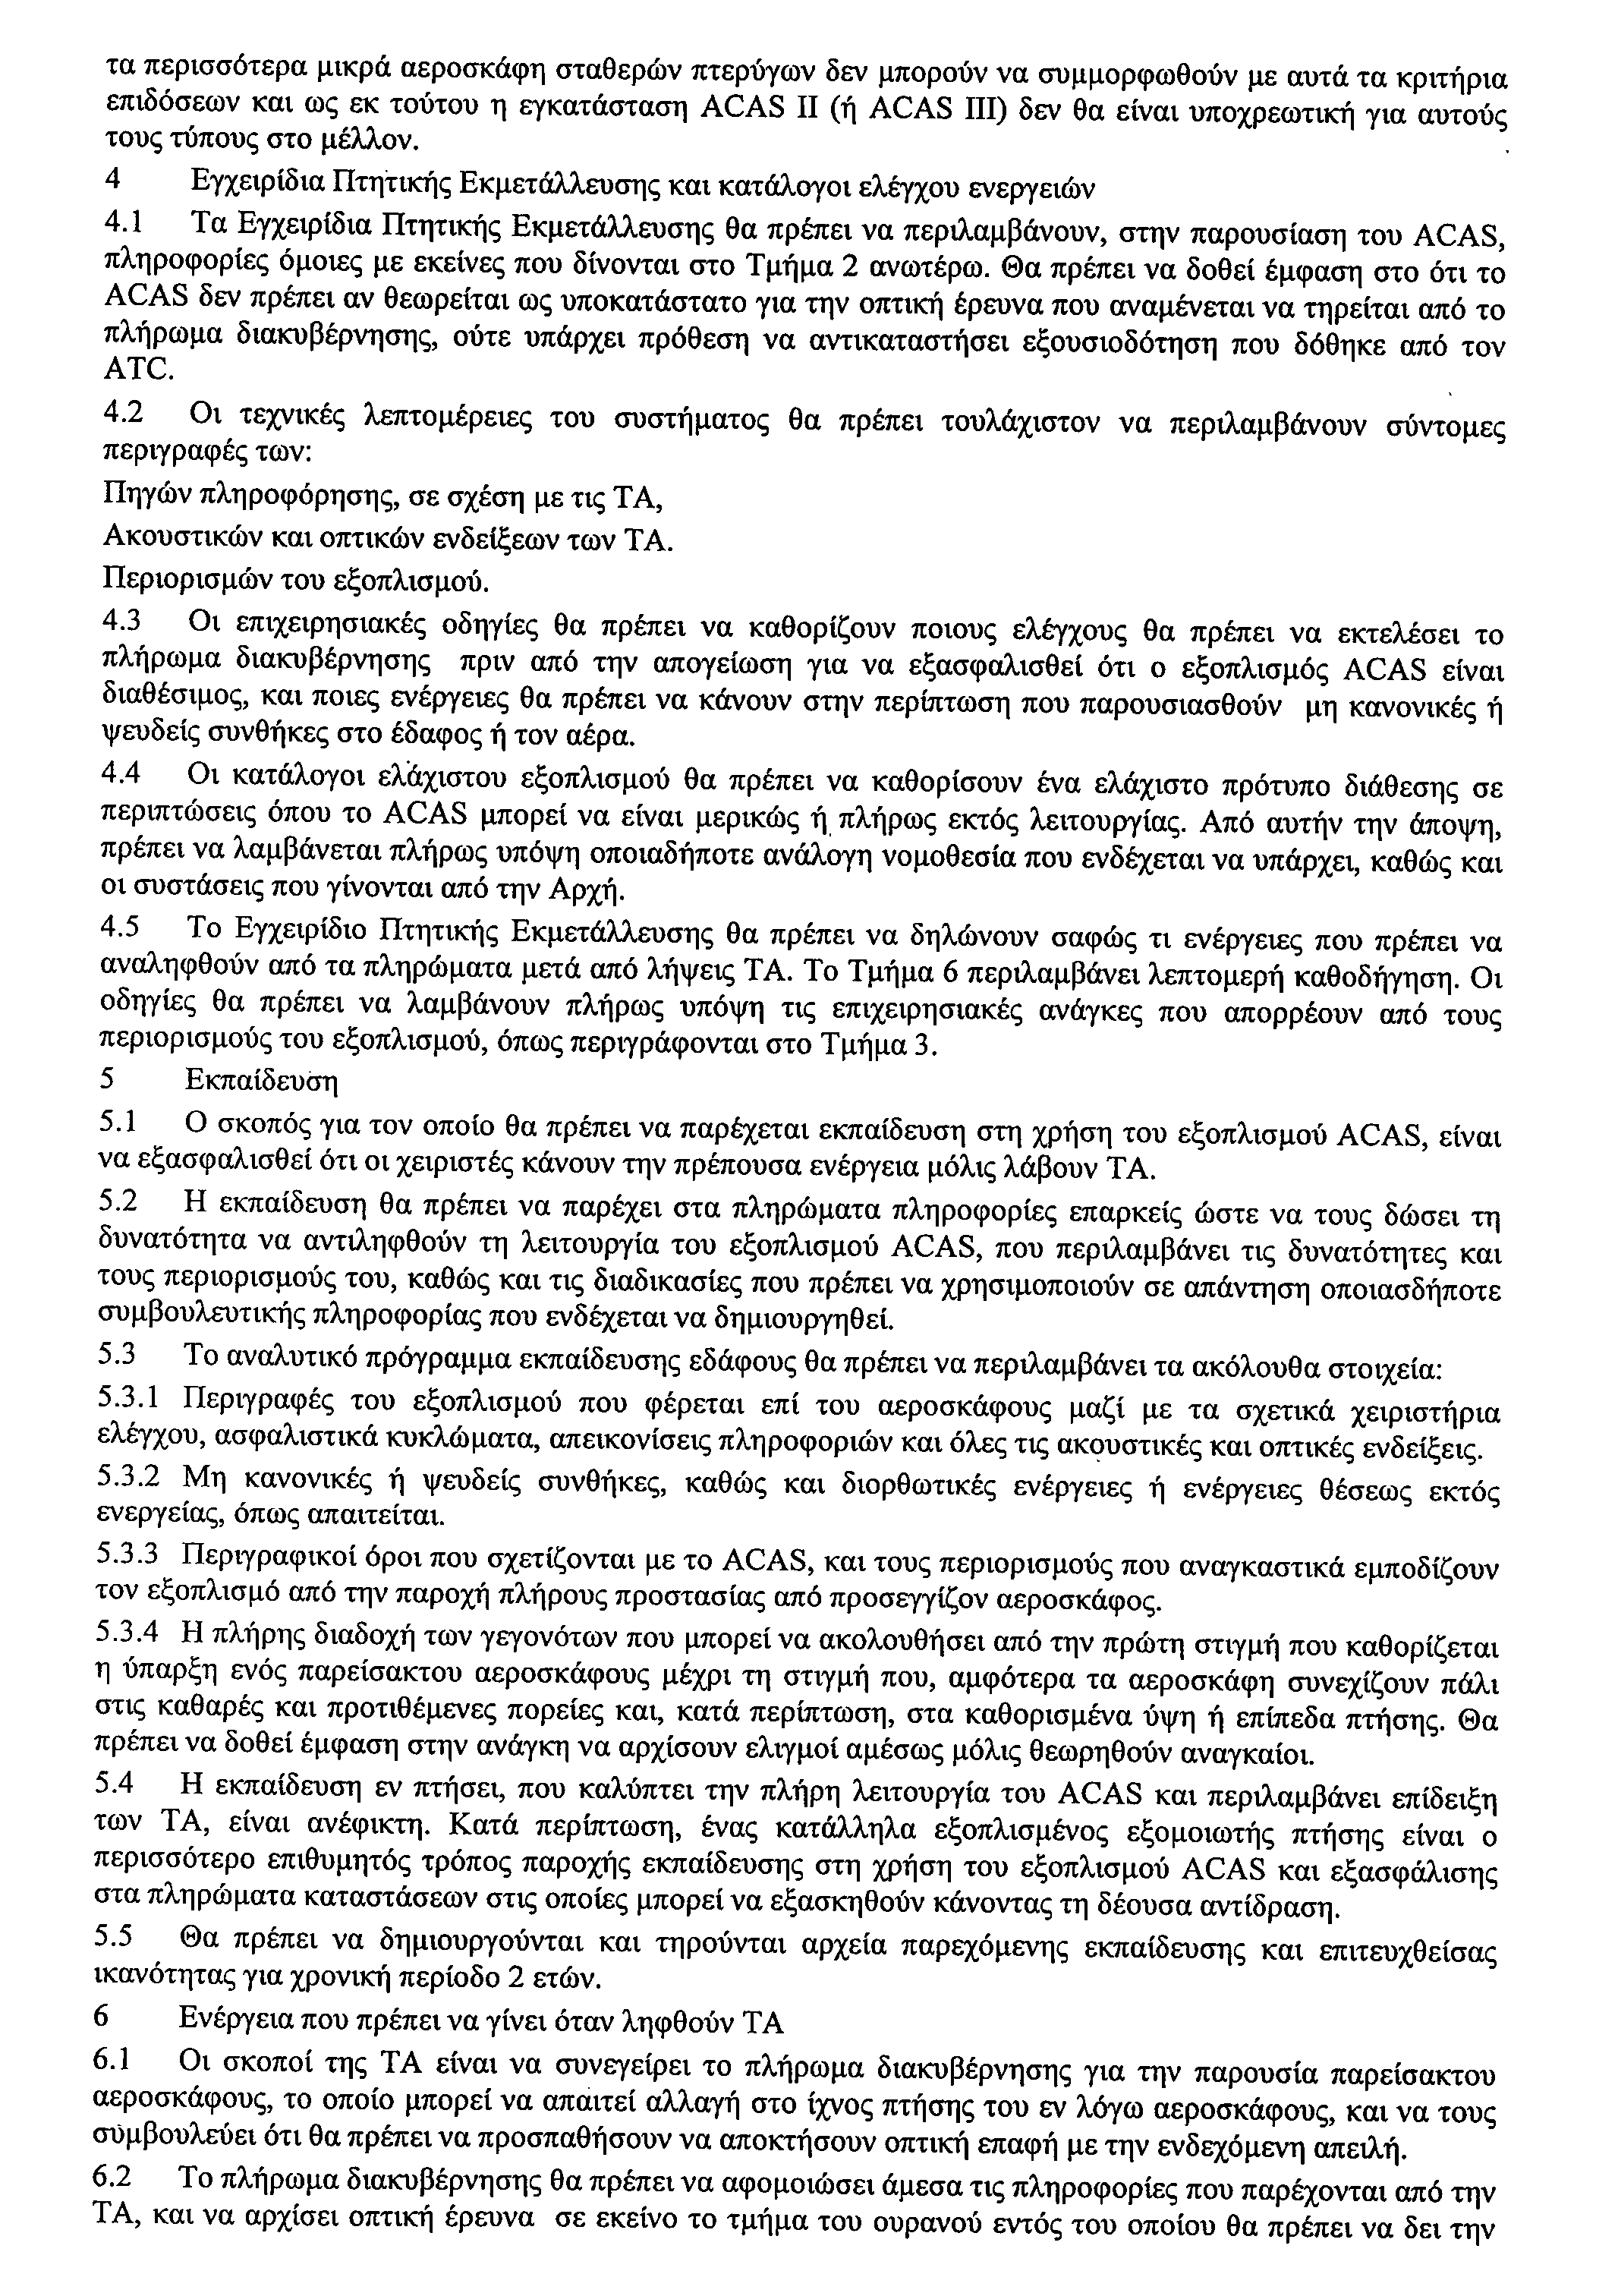 τα περισσότερα μικρά αεροσκάφη σταθερών πτερύγων δεν μπορούν να συμμορφωθούν με αυτά τα κριτήρια
επιδόσεων και ως εκ τούτου η εγκατάσταση ACAS II (ή ACAS III) δεν θα είναι υποχρεωτική για αυτούς
τους τύπους στο μέλλον.
4 Εγχειρίδια Πτητικής Εκμετάλλευσης και κατάλογοι ελέγχου ενεργειών
4.1 Τα Εγχειρίδια Πτητικής Εκμετάλλευσης θα πρέπει να περιλαμβάνουν, στην παρουσίαση του ACAS,
πληροφορίες όμοιες με εκείνες που δίνονται στο Τμήμα 2 ανωτέρω. Θα πρέπει να δοθεί έμφαση στο ότι το
ACAS δεν πρέπει αν θεωρείται ως υποκατάστατο για την οπτική έρευνα που αναμένεται να τηρείται από το
πλήρωμα διακυβέρνησης, ούτε υπάρχει πρόθεση να αντικαταστήσει εξουσιοδότηση που δόθηκε από τον
ATC.
4.2 Οι τεχνικές λεπτομέρειες του συστήματος θα πρέπει τουλάχιστον να περιλαμβάνουν σύντομες
περιγραφές των:
Πηγών πληροφόρησης, σε σχέση με τις ΤΑ,
Ακουστικών και οπτικών ενδείξεων των ΤΑ.
Περιορισμών του εξοπλισμού.
4.3 Οι επιχειρησιακές οδηγίες θα πρέπει να καθορίζουν ποιους ελέγχους θα πρέπει να εκτελέσει το
πλήρωμα διακυβέρνησης πριν από την απογείωση για να εξασφαλισθεί ότι ο εξοπλισμός ACAS είναι
διαθέσιμος, και ποιες ενέργειες θα πρέπει να κάνουν στην περίπτωση που παρουσιασθούν μη κανονικές ή
ψευδείς συνθήκες στο έδαφος ή τον αέρα.
4.4 Οι κατάλογοι ελάχιστου εξοπλισμού θα πρέπει να καθορίσουν ένα ελάχιστο πρότυπο διάθεσης σε
περιπτώσεις όπου το ACAS μπορεί να είναι μερικώς ή πλήρως εκτός λειτουργίας. Από αυτήν την άποψη,
πρέπει να λαμβάνεται πλήρως υπόψη οποιαδήποτε ανάλογη νομοθεσία που ενδέχεται να υπάρχει, καθώς και
οι συστάσεις που γίνονται από την Αρχή.
4.5 Το Εγχειρίδιο Πτητικής Εκμετάλλευσης θα πρέπει να δηλώνουν σαφώς τι ενέργειες που πρέπει να
αναληφθούν από τα πληρώματα μετά από λήψεις ΤΑ. Το Τμήμα 6 περιλαμβάνει λεπτομερή καθοδήγηση. Οι
οδηγίες θα πρέπει να λαμβάνουν πλήρως υπόψη τις επιχειρησιακές ανάγκες που απορρέουν από τους
περιορισμούς του εξοπλισμού, όπως περιγράφονται στο Τμήμα 3.
5 Εκπαίδευση
5.1 Ο σκοπός για τον οποίο θα πρέπει να παρέχεται εκπαίδευση στη χρήση του εξοπλισμού ACAS, είναι
να εξασφαλισθεί ότι οι χειριστές κάνουν την πρέπουσα ενέργεια μόλις λάβουν ΤΑ.
5.2 Η εκπαίδευση θα πρέπει να παρέχει στα πληρώματα πληροφορίες επαρκείς ώστε να τους δώσει τη
δυνατότητα να αντιληφθούν τη λειτουργία του εξοπλισμού ACAS, που περιλαμβάνει τις δυνατότητες και
τους περιορισμούς του, καθώς και τις διαδικασίες που πρέπει να χρησιμοποιούν σε απάντηση οποιασδήποτε
συμβουλευτικής πληροφορίας που ενδέχεται να δημιουργηθεί.
5.3 Το αναλυτικό πρόγραμμα εκπαίδευσης εδάφους θα πρέπει να περιλαμβάνει τα ακόλουθα στοιχεία:
5.3.1 Περιγραφές του εξοπλισμού που φέρεται επί του αεροσκάφους μαζί με τα σχετικά χειριστήρια
ελέγχου, ασφαλιστικά κυκλώματα, απεικονίσεις πληροφοριών και όλες τις ακουστικές και οπτικές ενδείξεις.
5.3.2 Μη κανονικές ή ψευδείς συνθήκες, καθώς και διορθωτικές ενέργειες ή ενέργειες θέσεως εκτός
ενεργείας, όπως απαιτείται.
5.3.3 Περιγραφικοί όροι που σχετίζονται με το ACAS, και τους περιορισμούς που αναγκαστικά εμποδίζουν
τον εξοπλισμό από την παροχή πλήρους προστασίας από προσεγγίζον αεροσκάφος.
5.3.4 Η πλήρης διαδοχή των γεγονότων που μπορεί να ακολουθήσει από την πρώτη στιγμή που καθορίζεται
η ύπαρξη ενός παρείσακτου αεροσκάφους μέχρι τη στιγμή που, αμφότερα τα αεροσκάφη συνεχίζουν πάλι
στις καθαρές και προτιθέμενες πορείες και, κατά περίπτωση, στα καθορισμένα ύψη ή επίπεδα πτήσης. Θα
πρέπει να δοθεί έμφαση στην ανάγκη να αρχίσουν ελιγμοί αμέσως μόλις θεωρηθούν αναγκαίοι.
5.4 Η εκπαίδευση εν πτήσει, που καλύπτει την πλήρη λειτουργία του ACAS και περιλαμβάνει επίδειξη
των ΤΑ, είναι ανέφικτη. Κατά περίπτωση, ένας κατάλληλα εξοπλισμένος εξομοιωτής πτήσης είναι ο
περισσότερο επιθυμητός τρόπος παροχής εκπαίδευσης στη χρήση του εξοπλισμού ACAS και εξασφάλισης
στα πληρώματα καταστάσεων στις οποίες μπορεί να εξασκηθούν κάνοντας τη δέουσα αντίδραση.
5.5 Θα πρέπει να δημιουργούνται και τηρούνται αρχεία παρεχόμενης εκπαίδευσης και επιτευχθείσας
ικανότητας για χρονική περίοδο 2 ετών.
6 Ενέργεια που πρέπει να γίνει όταν ληφθούν ΤΑ
6.1 Οι σκοποί της ΤΑ είναι να συνεγείρει το πλήρωμα διακυβέρνησης για την παρουσία παρείσακτου
αεροσκάφους, το οποίο μπορεί να απαιτεί αλλαγή στο ίχνος πτήσης του εν λόγω αεροσκάφους, και να τους
συμβουλεύει ότι θα πρέπει να προσπαθήσουν να αποκτήσουν οπτική επαφή με την ενδεχόμενη απειλή.
6.2 Το πλήρωμα διακυβέρνησης θα πρέπει να αφομοιώσει άμεσα τις πληροφορίες που παρέχονται από την
ΤΑ, και να αρχίσει οπτική έρευνα σε εκείνο το τμήμα του ουρανού εντός του οποίου θα πρέπει να δει την